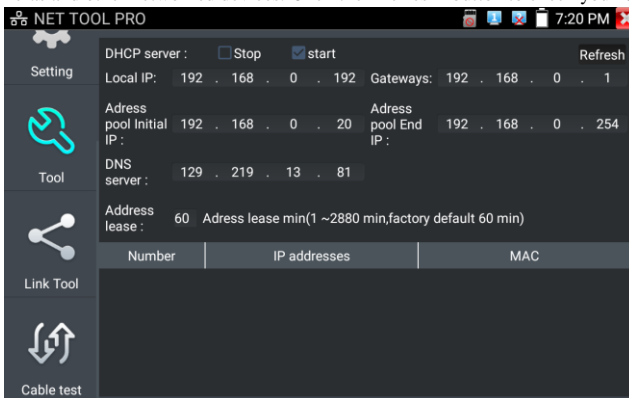 NET TOOL PRO 7:20 PM
Setting
DHCP server : Stop start Refresh
Local IP: 192 . 168 . 0 . 192 Gateways: 192 . 168 . 0 . 1
Adress pool Initial IP : 192 . 168 . 0 . 20 Adress pool End IP : 192 . 168 . 0 . 254
Tool
DNS server : 129 . 219 . 13 . 81
Address lease : 60 Adress lease min(1 ~2880 min,factory default 60 min)
Number IP addresses MAC
Link Tool
Cable test